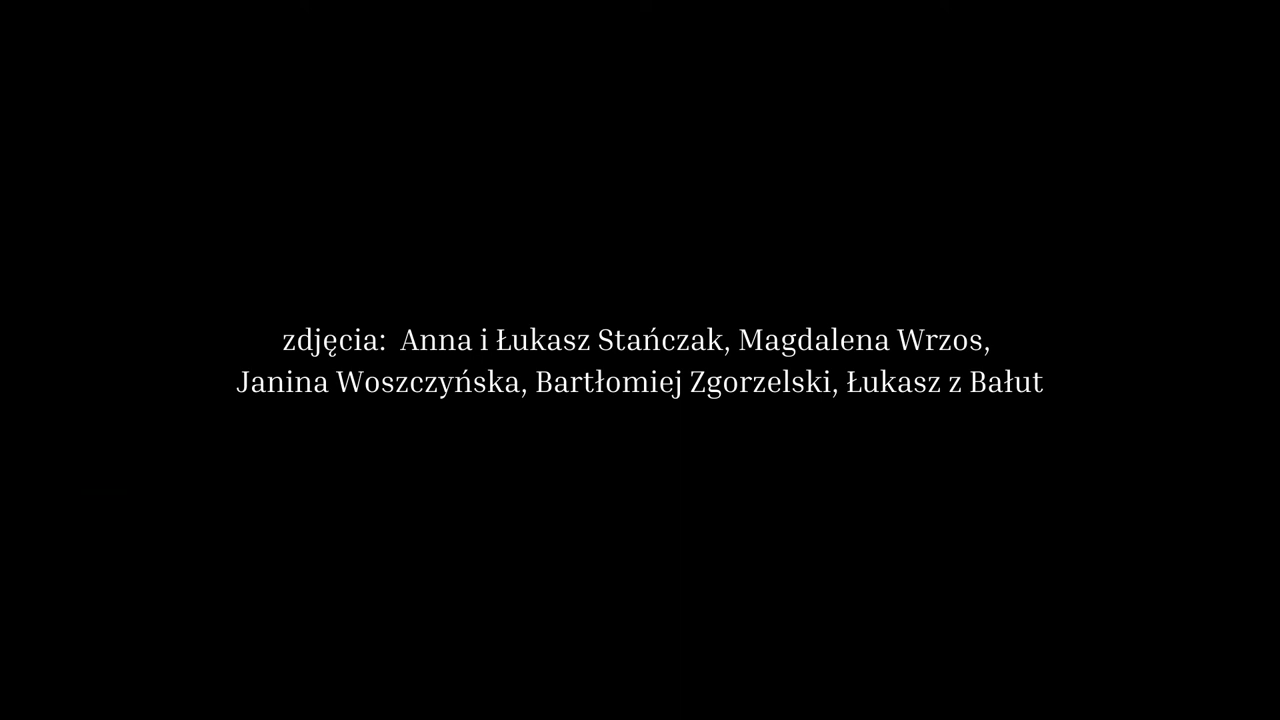 zdjęcia:  Anna i Łukasz Stańczak, Magdalena Wrzos,
Janina Woszczyńska, Bartłomiej Zgorzelski, Łukasz z Bałut